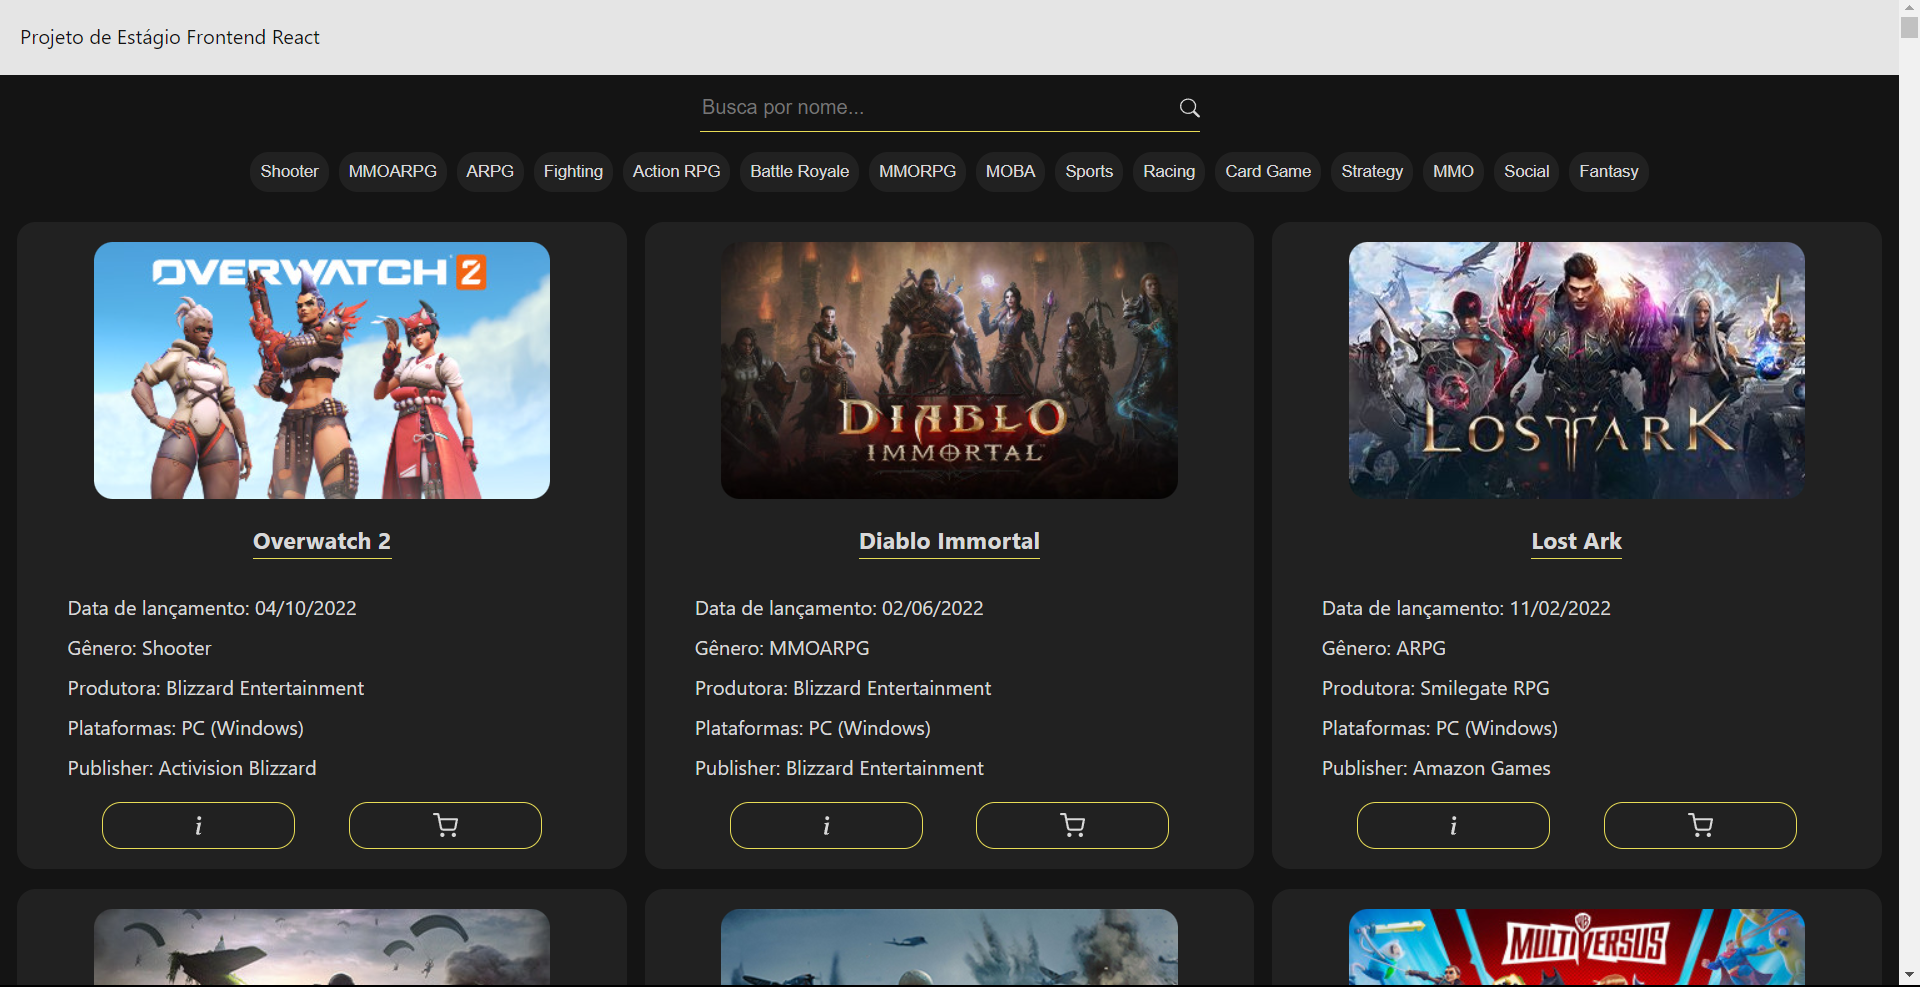 Projeto de Estágio Frontend React
Busca por nome...
Shooter MMOARPG ARPG Fighting Action RPG Battle Royale MMORPG MOBA Sports Racing Card Game Strategy MMO Social Fantasy
OVERWATCH 2
Overwatch 2
Data de lançamento: 04/10/2022
Gênero: Shooter
Produtora: Blizzard Entertainment
Plataformas: PC (Windows)
Publisher: Activision Blizzard
i
DIABLO
IMMORTAL
Diablo Immortal
Data de lançamento: 02/06/2022
Gênero: MMOARPG
Produtora: Blizzard Entertainment
Plataformas: PC (Windows)
Publisher: Blizzard Entertainment
i
LOST ARK
Lost Ark
Data de lançamento: 11/02/2022
Gênero: ARPG
Produtora: Smilegate RPG
Plataformas: PC (Windows)
Publisher: Amazon Games
i
MULTIVERSUS